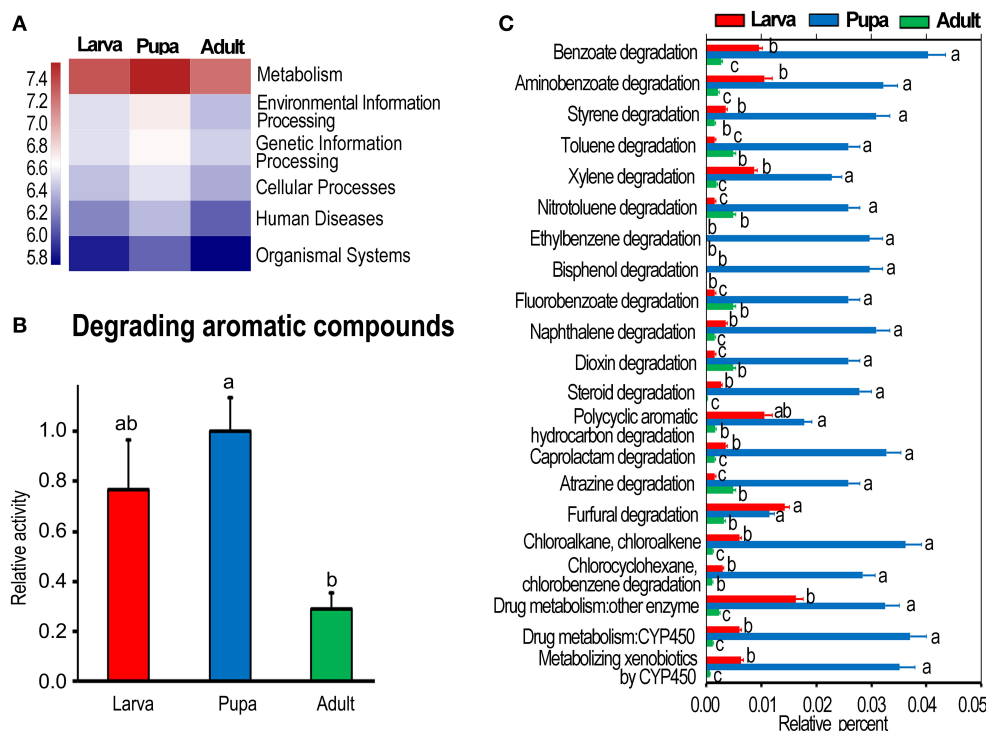 A
Larva Pupa Adult
7.4
7.2
7.0
6.8
6.6
6.4
6.2
6.0
5.8
Metabolism
Environmental Information
Processing
Genetic Information
Processing
Cellular Processes
Human Diseases
Organismal Systems
B
Degrading aromatic compounds
Relative activity
1.0
0.8
0.6
0.4
0.2
0.0
ab
a
b
Larva
Pupa
Adult
C
Larva Pupa Adult
Benzoate degradation
b
a
c
Aminobenzoate degradation
b
a
c
Styrene degradation
b
a
b
Toluene degradation
c
a
b
Xylene degradation
b
a
c
Nitrotoluene degradation
c
a
b
Ethylbenzene degradation
b
a
b
Bisphenol degradation
b
a
b
Fluorobenzoate degradation
c
a
b
Naphthalene degradation
b
a
c
Dioxin degradation
c
a
b
Steroid degradation
b
a
c
Polycyclic aromatic
hydrocarbon degradation
ab
a
b
Caprolactam degradation
b
a
c
Atrazine degradation
c
a
b
Furfural degradation
a
a
b
Chloroalkane, chloroalkene
b
a
c
Chlorocyclohexane,
chlorobenzene degradation
b
a
b
Drug metabolism:other enzyme
b
a
c
Drug metabolism:CYP450
b
a
c
Metabolizing xenobiotics
by CYP450
b
a
c
0.00 0.01 0.02 0.03 0.04 0.05
Relative percent